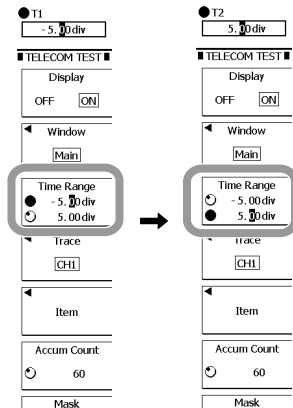 T1
-5.00div
TELECOM TEST
Display
OFF ON
Window
Main
Time Range
-5.00div
5.00div
Trace
CH1
Item
Accum Count
60
Mask
T2
5.00div
TELECOM TEST
Display
OFF ON
Window
Main
Time Range
-5.00div
5.00div
Trace
CH1
Item
Accum Count
60
Mask